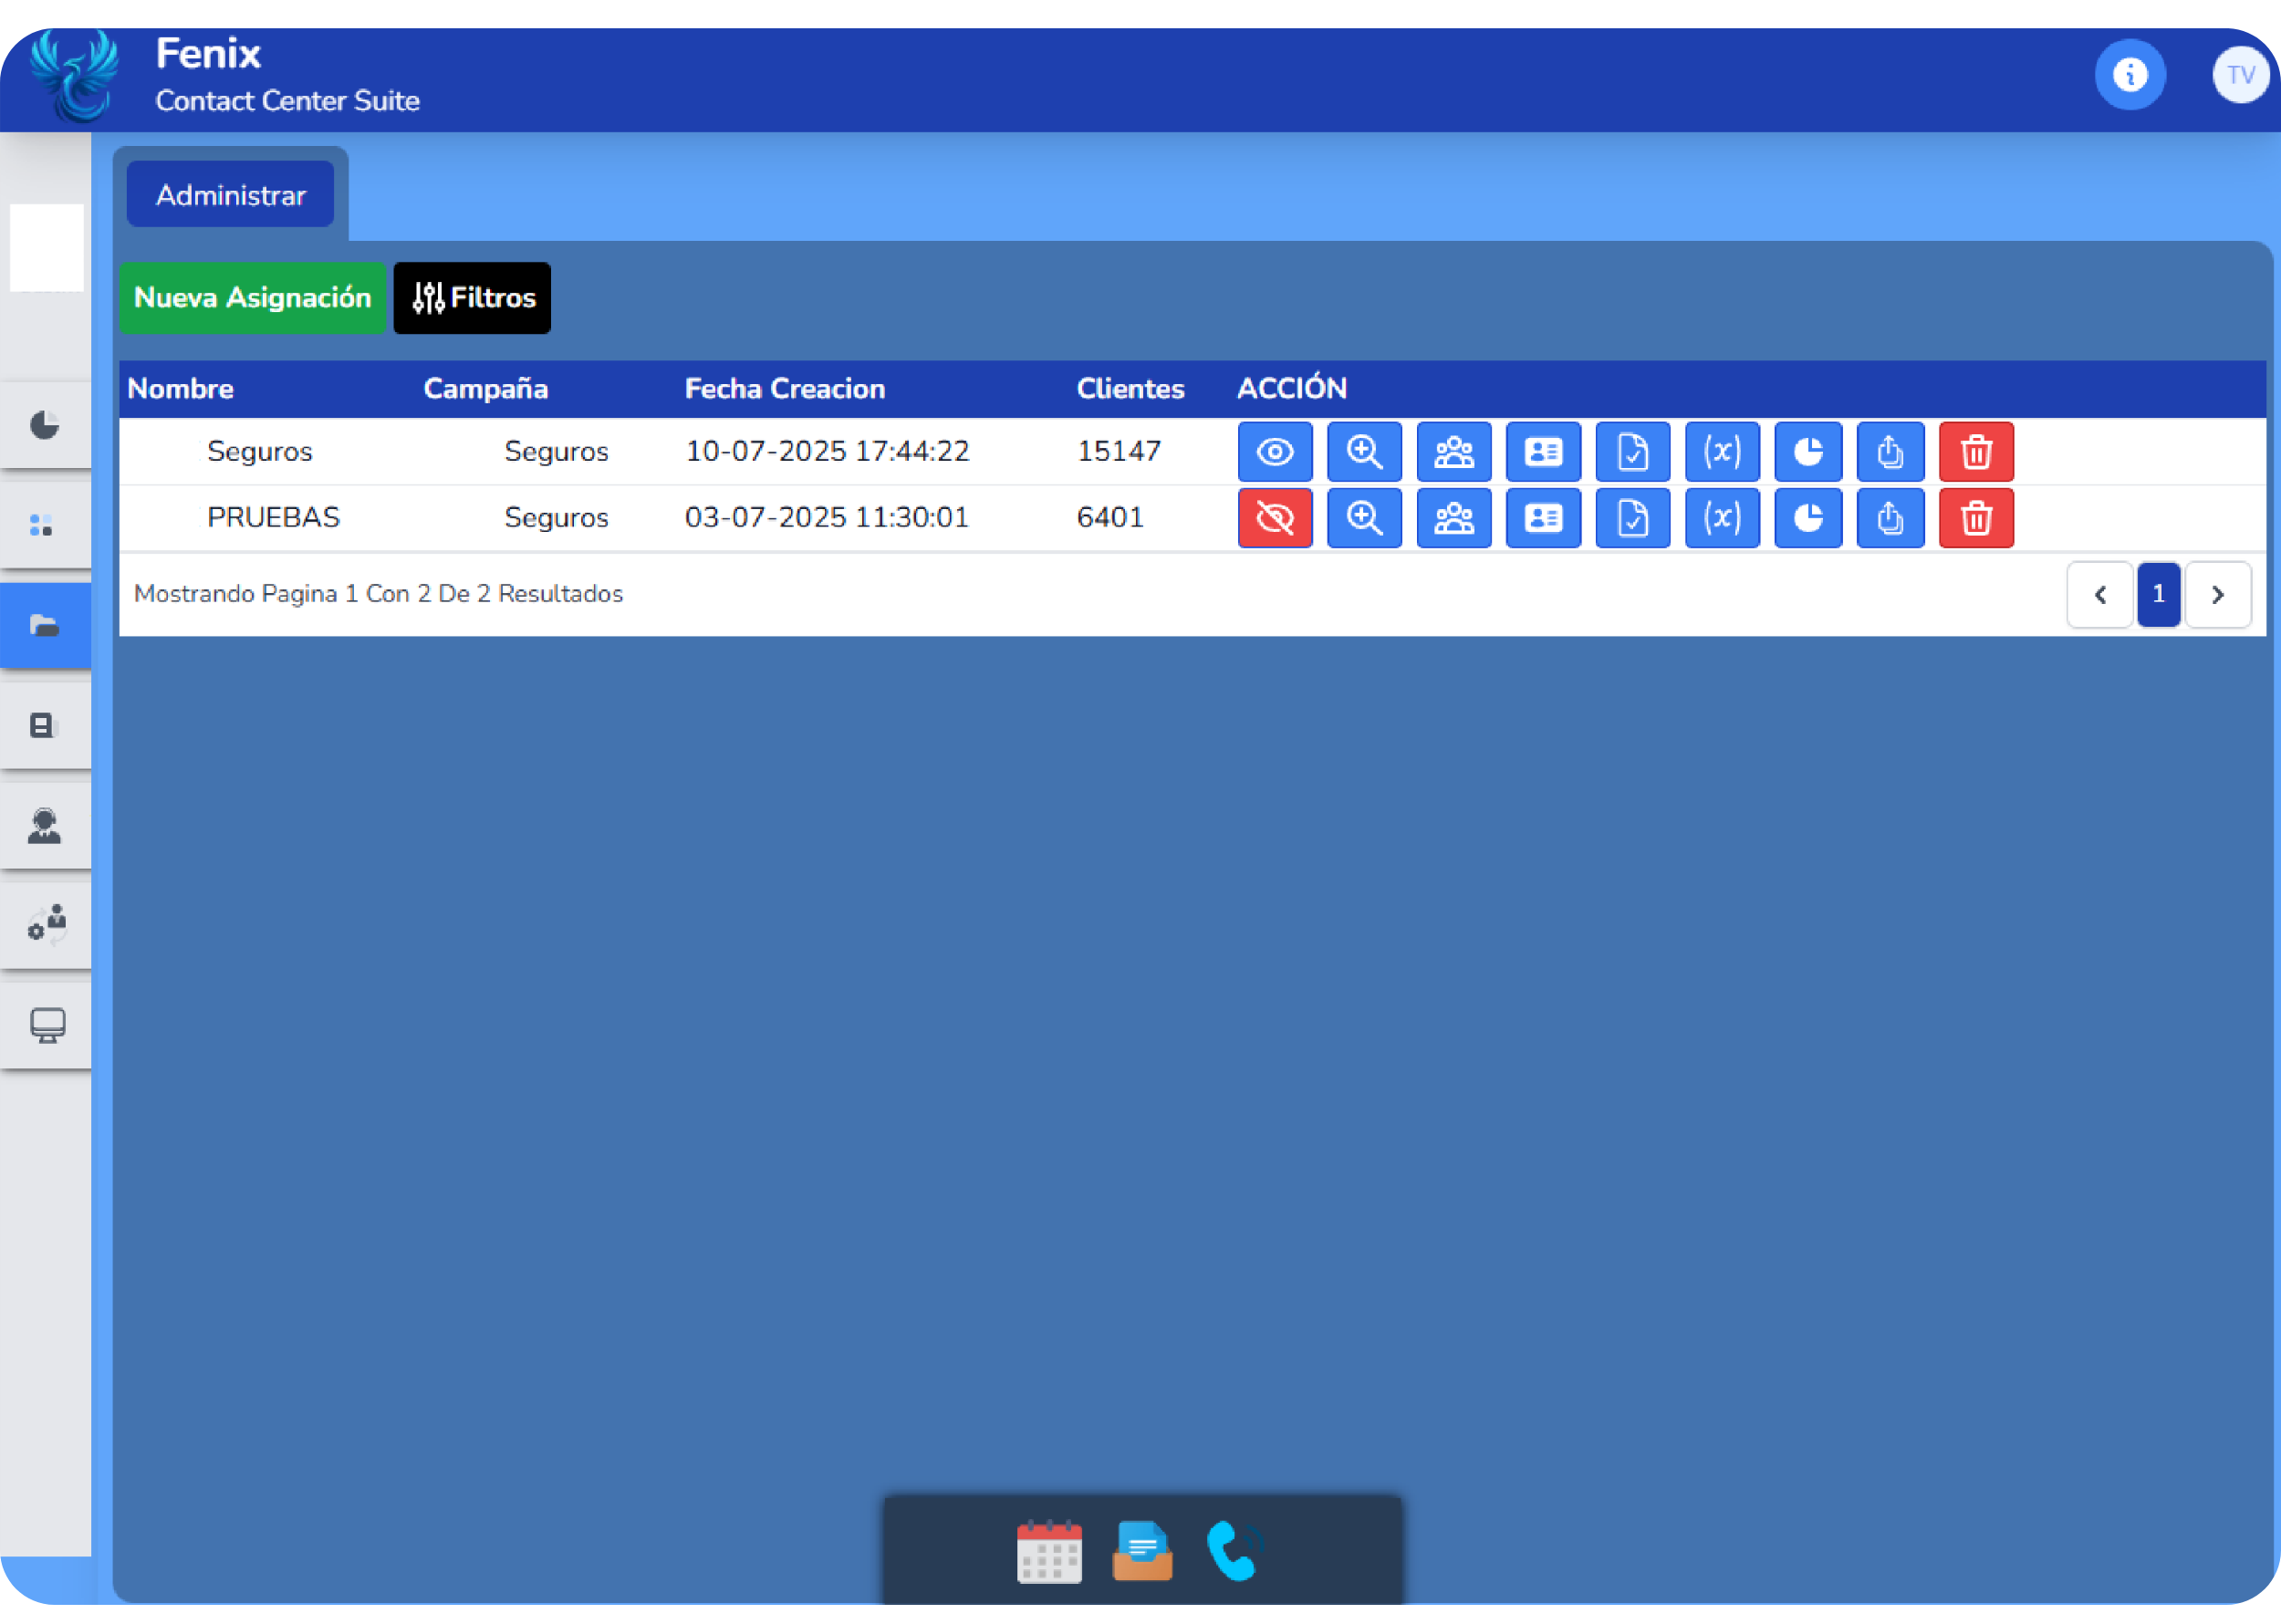 Fenix
Contact Center Suite
TV
Administrar
Nueva Asignación Filtros
Nombre Campaña Fecha Creacion Clientes ACCIÓN
Seguros Seguros 10-07-2025 17:44:22 15147 (x)
PRUEBAS Seguros 03-07-2025 11:30:01 6401 (x)
Mostrando Pagina 1 Con 2 De 2 Resultados < 1 >